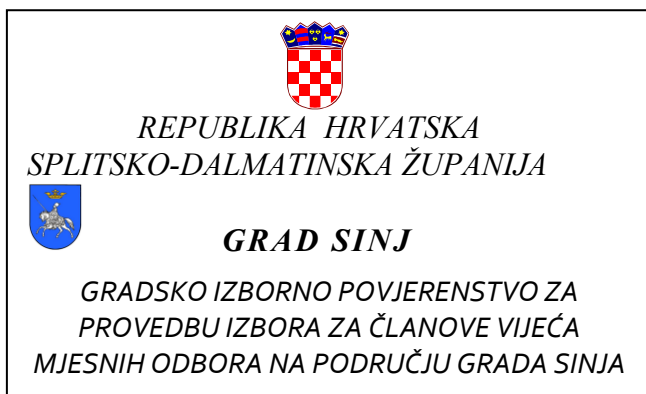 REPUBLIKA HRVATSKA
SPLITSKO-DALMATINSKA ŽUPANIJA
GRAD SINJ
GRADSKO IZBORNO POVJERENSTVO ZA
PROVEDBU IZBORA ZA ČLANOVE VIJEĆA
MJESNIH ODBORA NA PODRUČJU GRADA SINJA